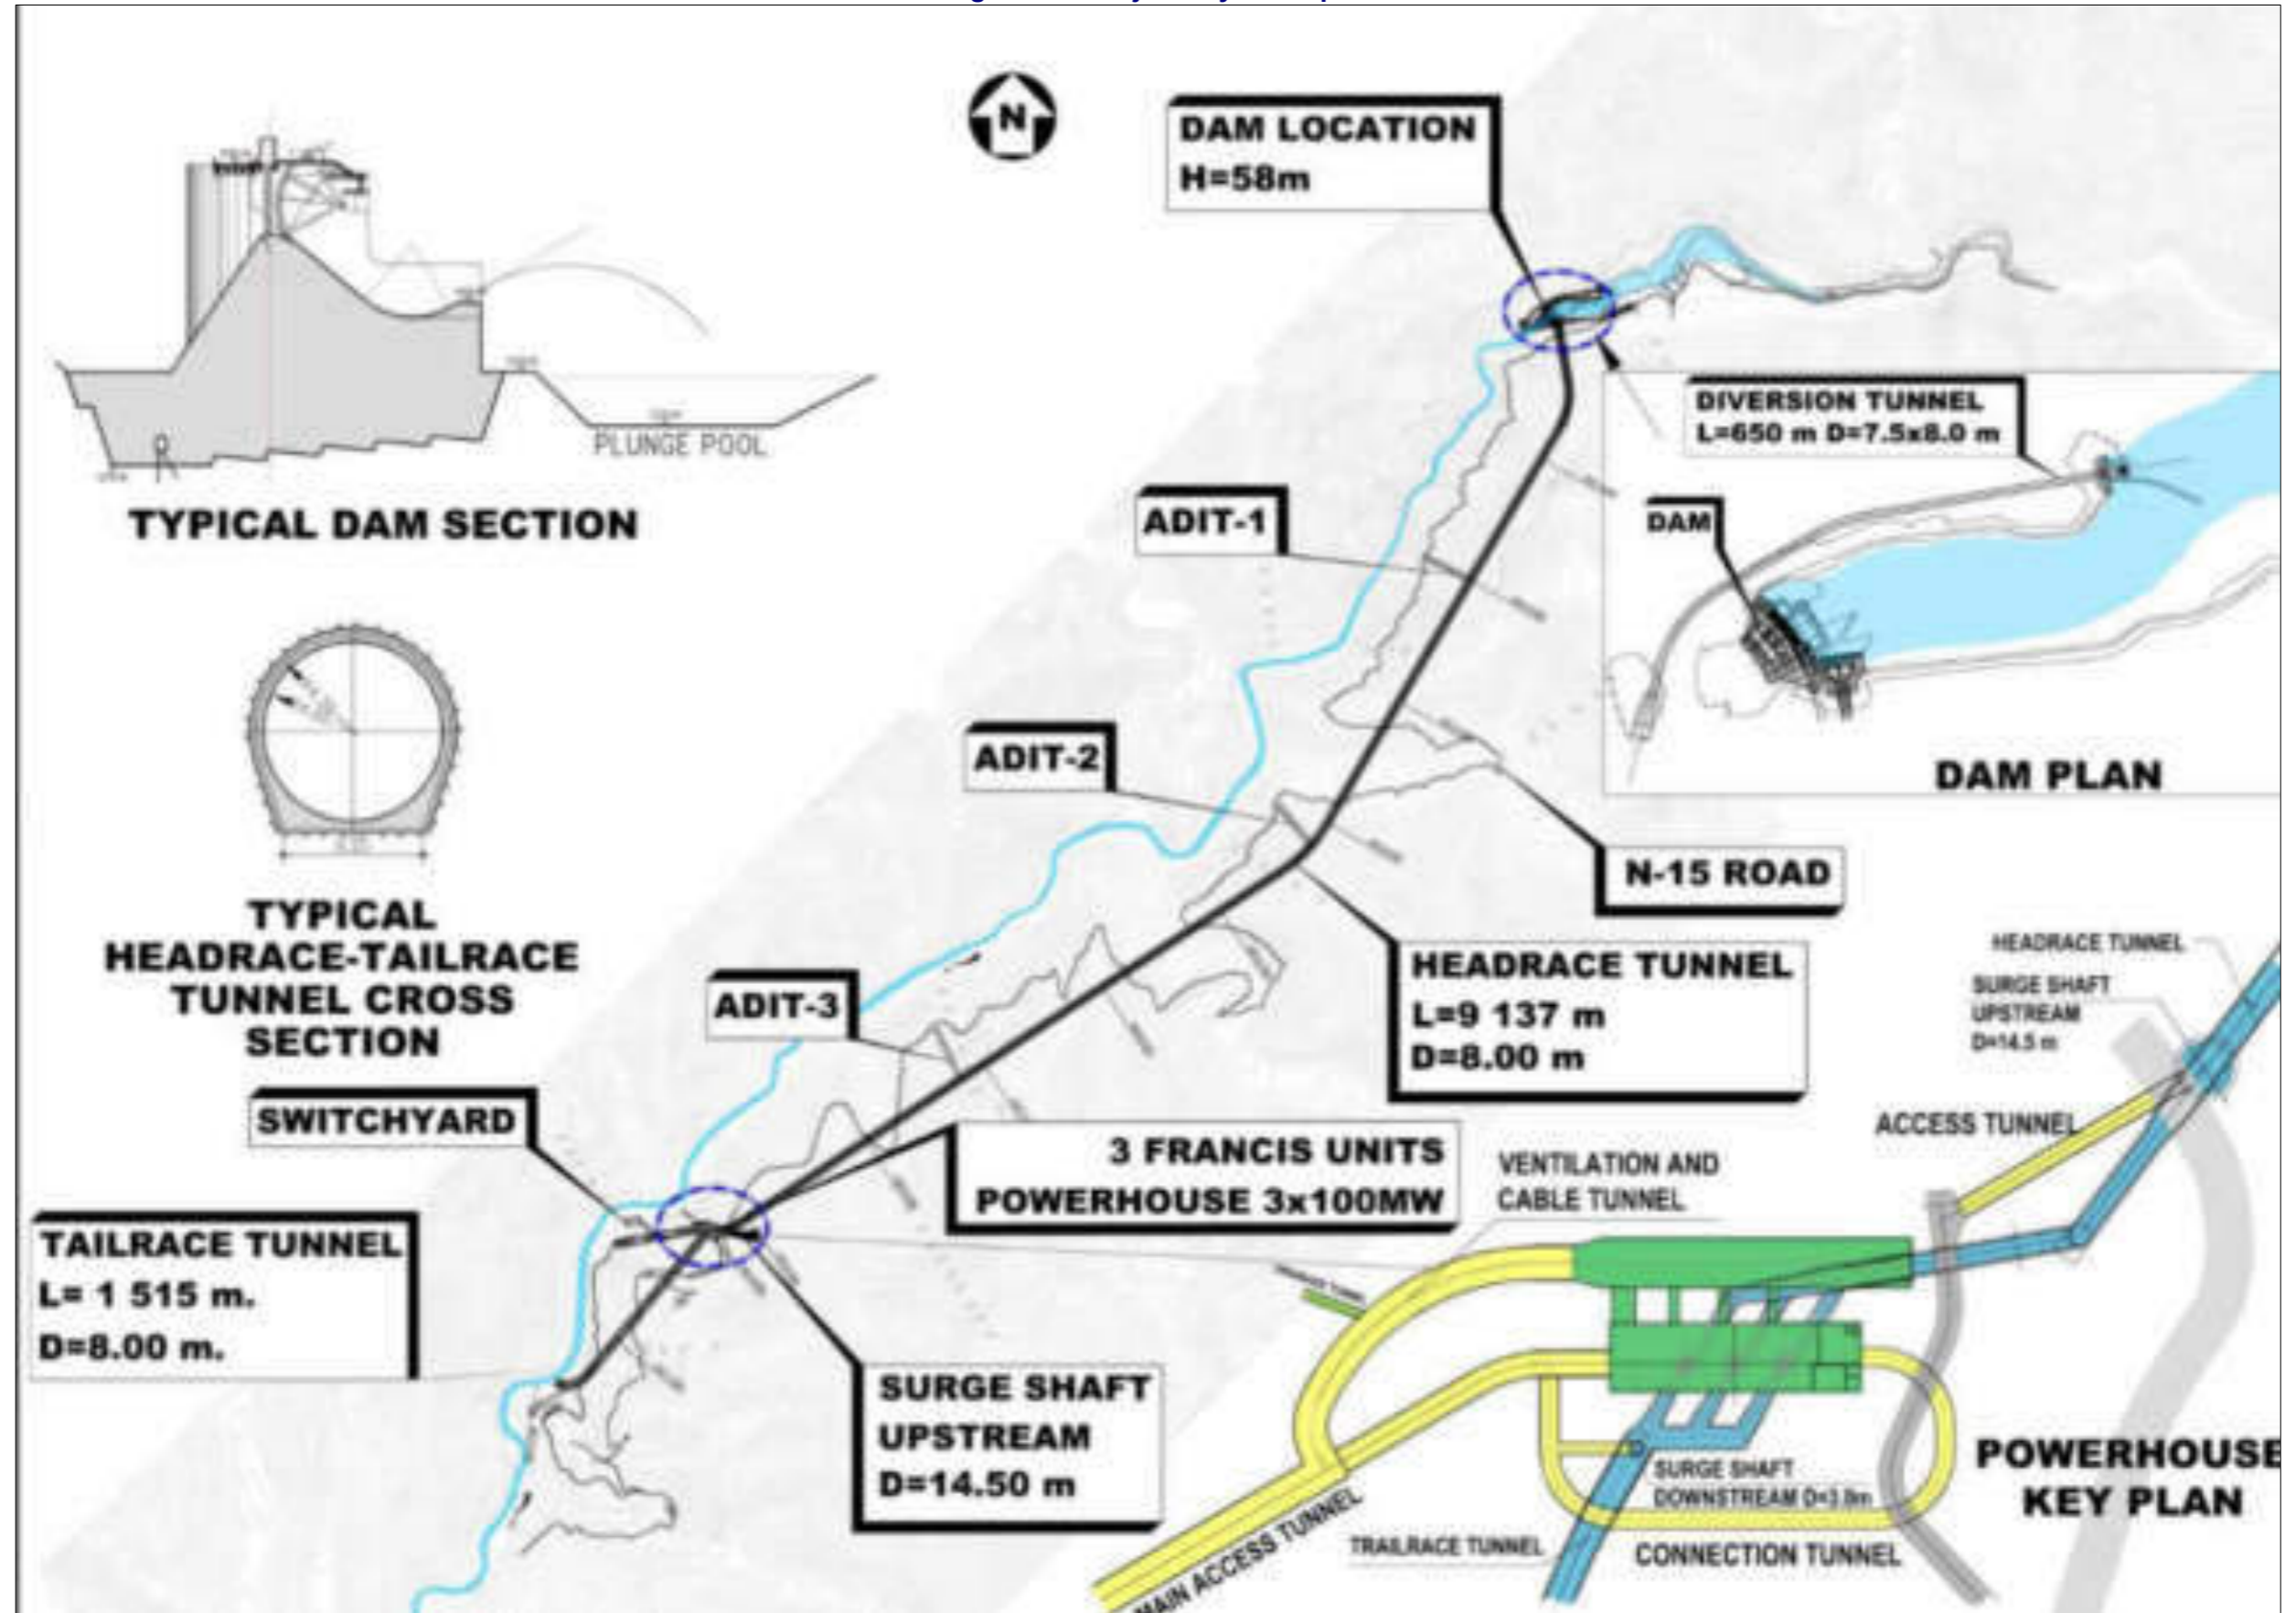 N
DAM LOCATION
H=58m
DIVERSION TUNNEL
L=650 m D=7.5x8.0 m
DAM
DAM PLAN
PLUNGE POOL
TYPICAL DAM SECTION
ADIT-1
ADIT-2
N-15 ROAD
TYPICAL
HEADRACE-TAILRACE
TUNNEL CROSS
SECTION
HEADRACE TUNNEL
L=9 137 m
D=8.00 m
ADIT-3
SWITCHYARD
3 FRANCIS UNITS
POWERHOUSE 3x100MW
TAILRACE TUNNEL
L= 1 515 m.
D=8.00 m.
SURGE SHAFT
UPSTREAM
D=14.50 m
HEADRACE TUNNEL
SURGE SHAFT
UPSTREAM
D=14.5 m
ACCESS TUNNEL
VENTILATION AND
CABLE TUNNEL
SURGE SHAFT
DOWNSTREAM
MAIN ACCESS TUNNEL
TRAILRACE TUNNEL
CONNECTION TUNNEL
POWERHOUSE
KEY PLAN